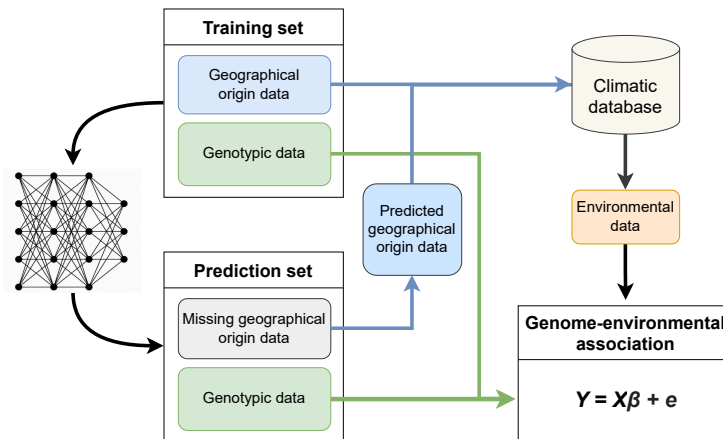 Training set
Geographical
origin data
Genotypic data
Climatic
database
Predicted
geographical
origin data
Environmental
data
Prediction set
Missing geographical
origin data
Genotypic data
Genome-environmental
association
Y = Xβ + e